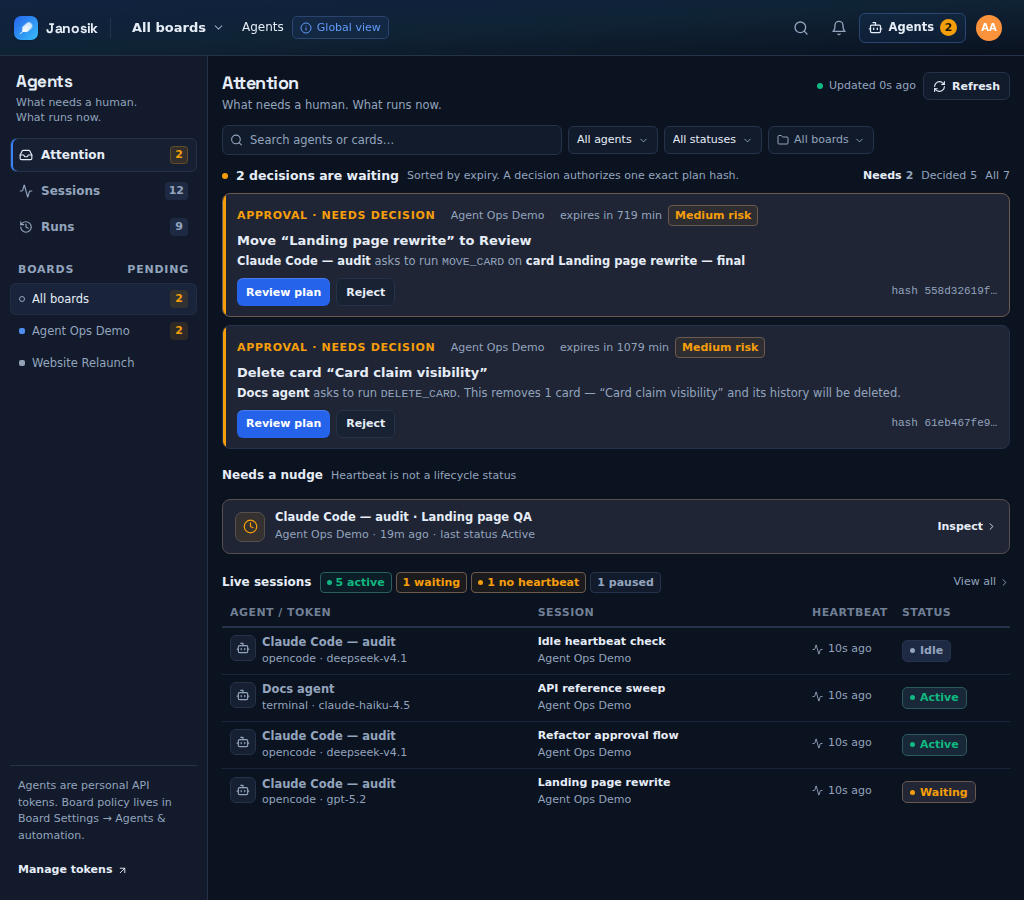 Janosik
All boards
Agents
Global view
Agents 2
AA
Agents
What needs a human.
What runs now.
Attention 2
Sessions 12
Runs 9
BOARDS PENDING
All boards 2
Agent Ops Demo 2
Website Relaunch
Agents are personal API
tokens. Board policy lives in
Board Settings → Agents &
automation.
Manage tokens
Attention
What needs a human. What runs now.
Updated 0s ago
Refresh
Search agents or cards…
All agents
All statuses
All boards
2 decisions are waiting Sorted by expiry. A decision authorizes one exact plan hash.
Needs 2 Decided 5 All 7
APPROVAL · NEEDS DECISION Agent Ops Demo expires in 719 min Medium risk
Move “Landing page rewrite” to Review
Claude Code — audit asks to run MOVE_CARD on card Landing page rewrite — final
Review plan Reject hash 558d32619f…
APPROVAL · NEEDS DECISION Agent Ops Demo expires in 1079 min Medium risk
Delete card “Card claim visibility”
Docs agent asks to run DELETE_CARD. This removes 1 card — “Card claim visibility” and its history will be deleted.
Review plan Reject hash 61eb467fe9…
Needs a nudge Heartbeat is not a lifecycle status
Claude Code — audit · Landing page QA
Agent Ops Demo · 19m ago · last status Active
Inspect
Live sessions 5 active 1 waiting 1 no heartbeat 1 paused View all
AGENT / TOKEN SESSION HEARTBEAT STATUS
Claude Code — audit Idle heartbeat check 10s ago Idle
opencode · deepseek-v4.1 Agent Ops Demo
Docs agent API reference sweep 10s ago Active
terminal · claude-haiku-4.5 Agent Ops Demo
Claude Code — audit Refactor approval flow 10s ago Active
opencode · deepseek-v4.1 Agent Ops Demo
Claude Code — audit Landing page rewrite 10s ago Waiting
opencode · gpt-5.2 Agent Ops Demo